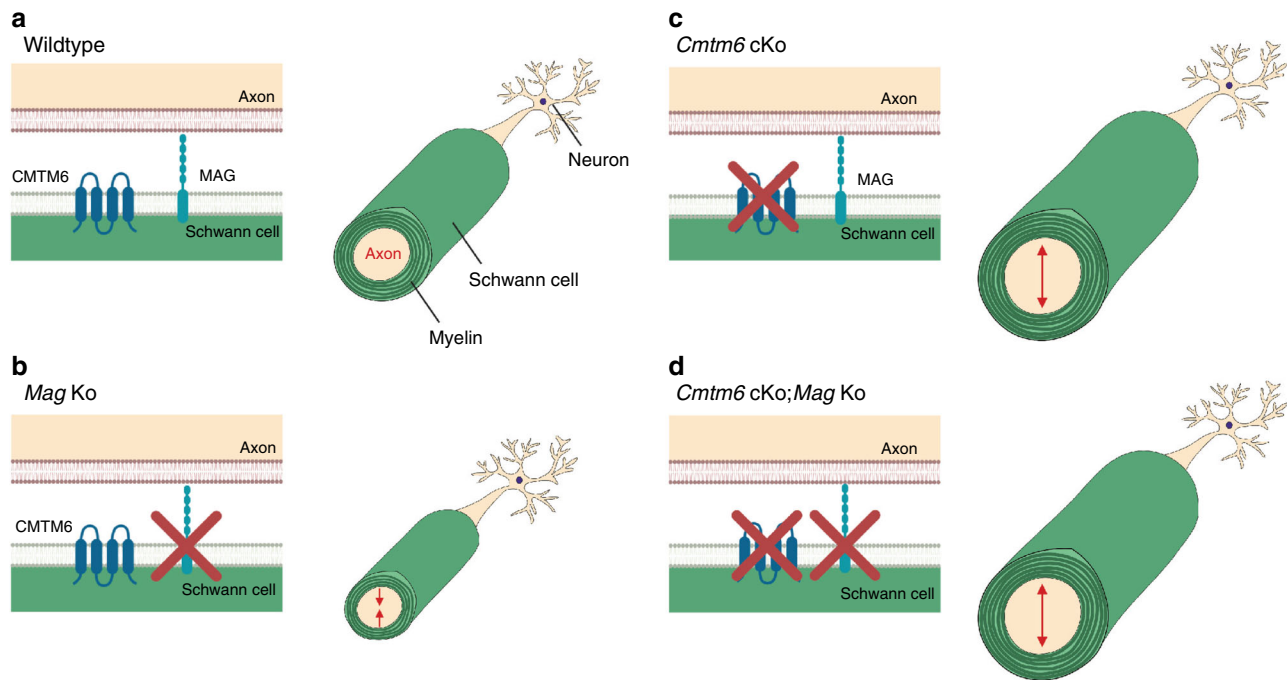 a
Wildtype
Axon
CMTM6
MAG
Schwann cell
Neuron
Axon
Schwann cell
Myelin
b
Mag Ko
Axon
CMTM6
Schwann cell
c
Cmtm6 cKo
Axon
MAG
Schwann cell
d
Cmtm6 cKo;Mag Ko
Axon
Schwann cell